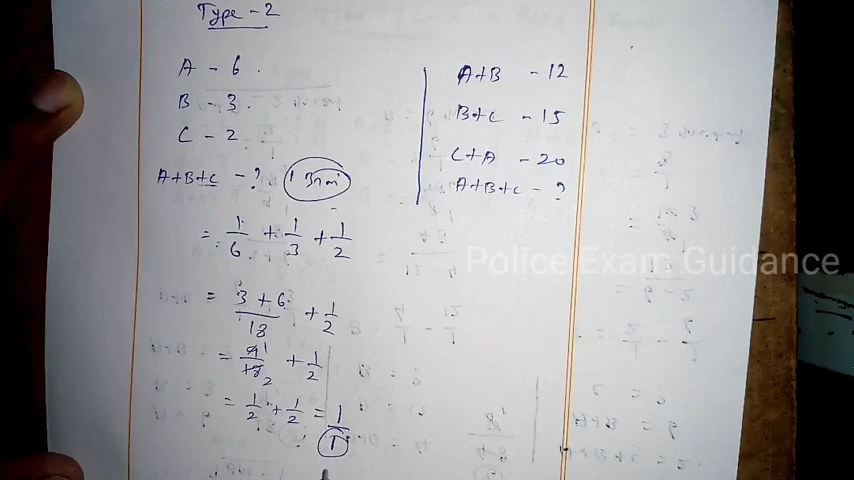 Type - 2
A - 6
B - 3.
C - 2
A+B+C - ?
= 1/6 + 1/3 + 1/2
= 3 + 6 / 18 + 1/2
= 9 1 / 18 2 + 1/2
= 1/2 + 1/2 = 1/1
A+B - 12
B+C - 15
C+A - 20
A+B+C - ?
Police Exam Guidance